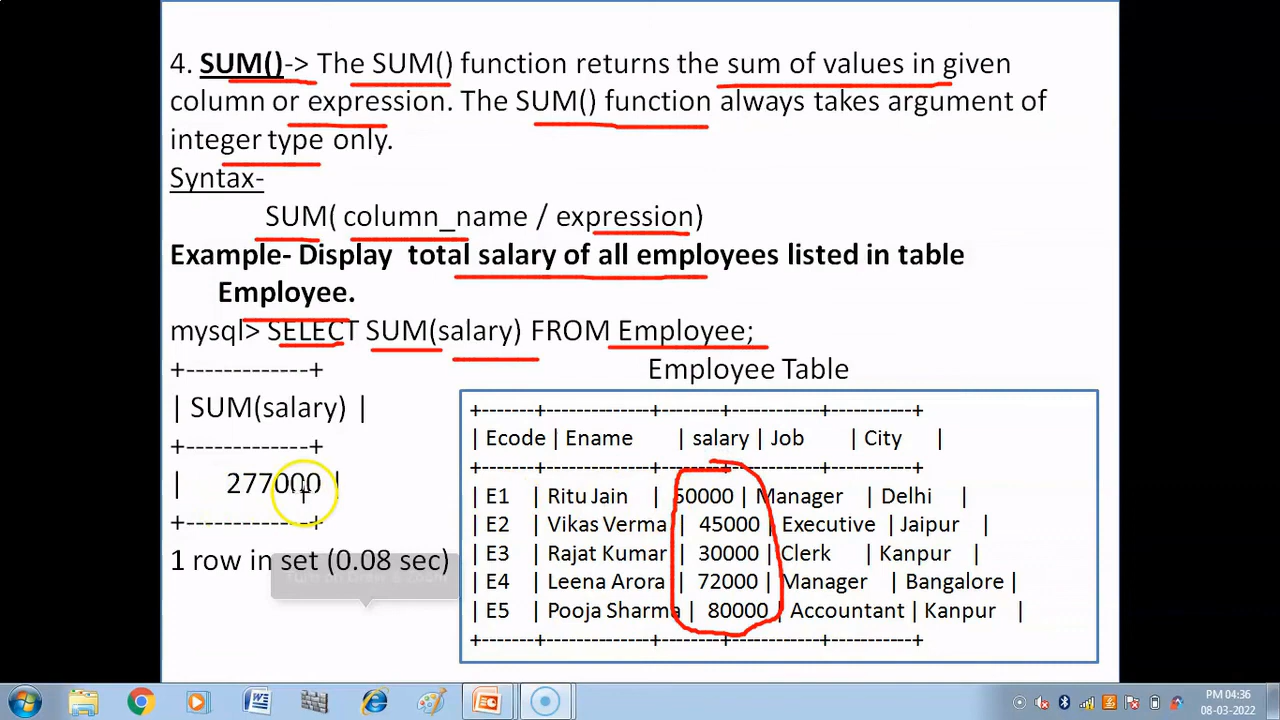 4. SUM()-> The SUM() function returns the sum of values in given
column or expression. The SUM() function always takes argument of
integer type only.
Syntax-
SUM( column_name / expression)
Example- Display total salary of all employees listed in table
Employee.
mysql> SELECT SUM(salary) FROM Employee;
+-------------+
| SUM(salary) |
+-------------+
| 277000 |
+-------------+
1 row in set (0.08 sec)
Employee Table
+-------+-------------+--------+-----------+-----------+
| Ecode | Ename | salary | Job | City |
+-------+-------------+--------+-----------+-----------+
| E1 | Ritu Jain | 50000 | Manager | Delhi |
| E2 | Vikas Verma | 45000 | Executive | Jaipur |
| E3 | Rajat Kumar | 30000 | Clerk | Kanpur |
| E4 | Leena Arora | 72000 | Manager | Bangalore |
| E5 | Pooja Sharma | 80000 | Accountant | Kanpur |
+-------+-------------+--------+-----------+-----------+
PM 04:36
08-03-2022